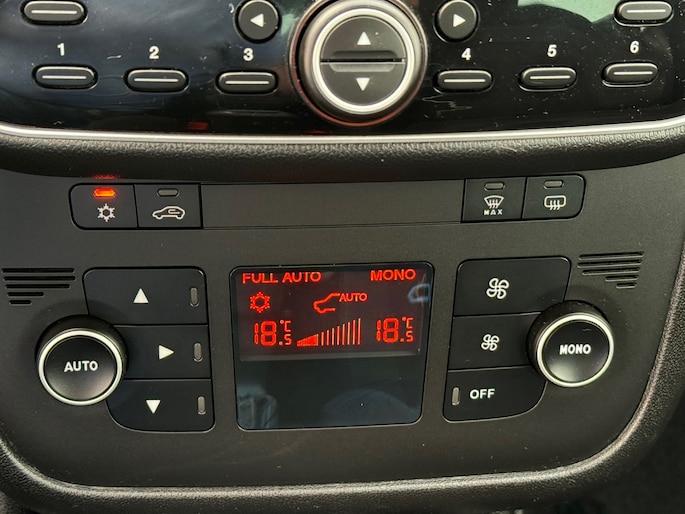 1 2 3 4 5 6
MAX
FULL AUTO MONO
AUTO
18.5°C 18.5°C
AUTO
MONO
OFF